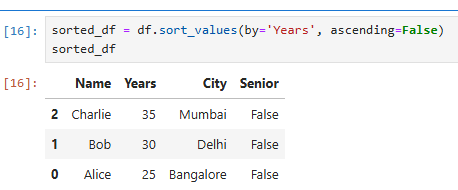 [16]: sorted_df = df.sort_values(by='Years', ascending=False)
sorted_df
[16]: Name Years City Senior
2 Charlie 35 Mumbai False
1 Bob 30 Delhi False
0 Alice 25 Bangalore False